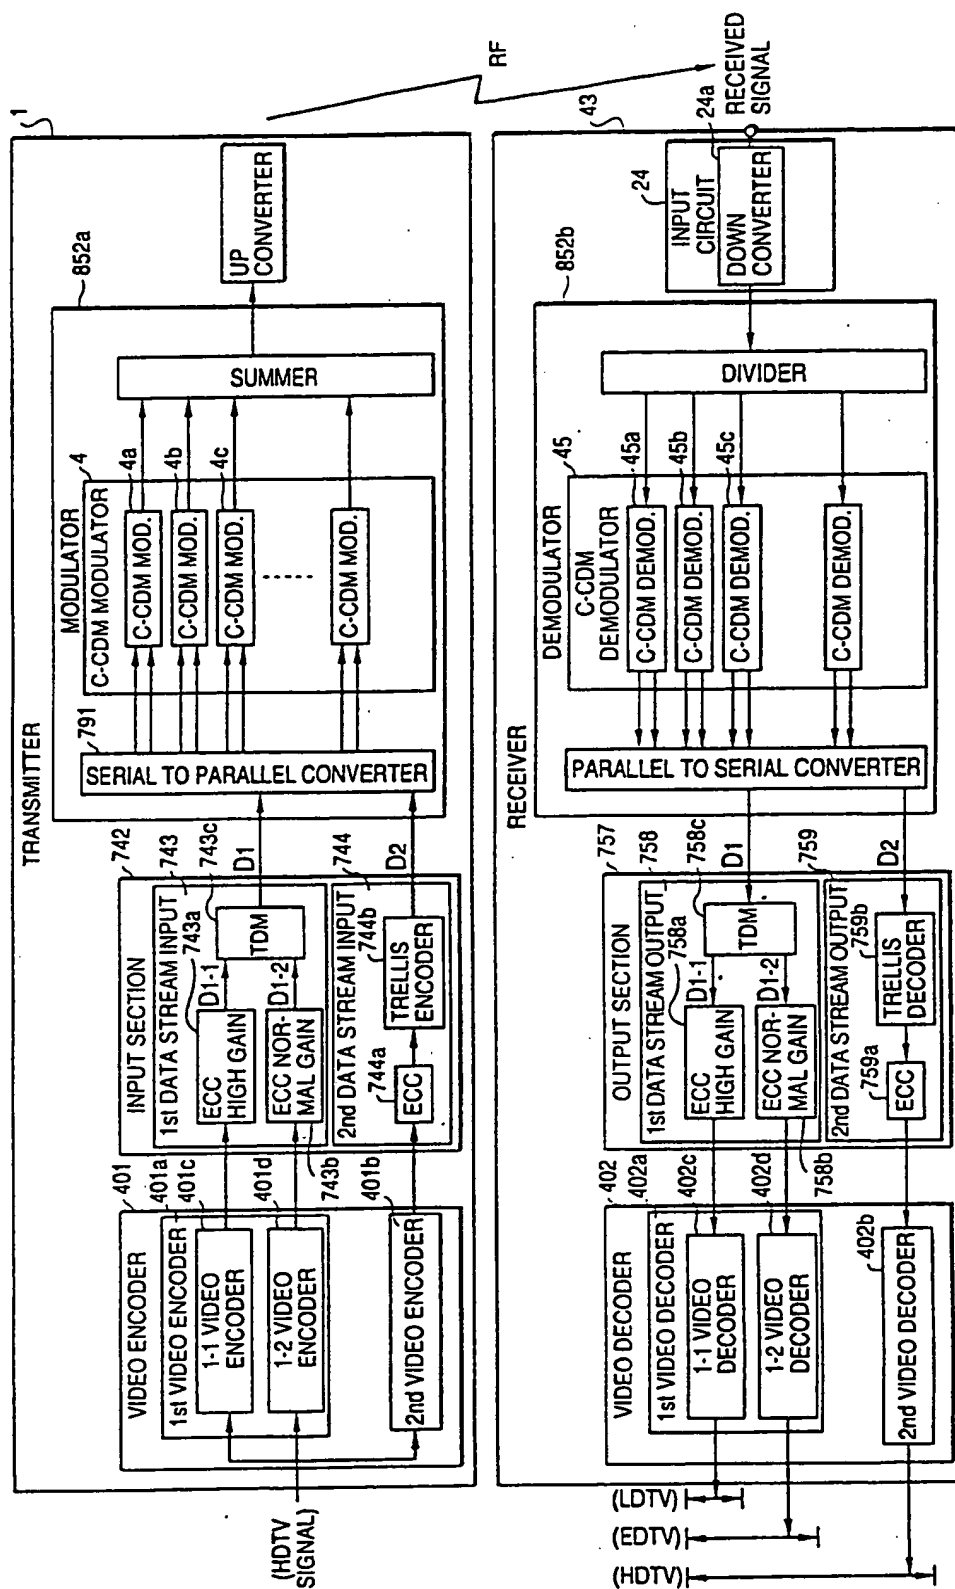 TRANSMITTER
1
(HDTV
SIGNAL)
VIDEO ENCODER
401
1st VIDEO ENCODER
401a
1-1 VIDEO
ENCODER
401c
1-2 VIDEO
ENCODER
401d
2nd VIDEO ENCODER
401b
INPUT SECTION
742
1st DATA STREAM INPUT
743
ECC
HIGH GAIN
743a
ECC NOR-
MAL GAIN
743b
D1-1
D1-2
TDM
743c
2nd DATA STREAM INPUT
744
ECC
744a
TRELLIS
ENCODER
744b
D1
D2
MODULATOR
852a
SERIAL TO PARALLEL CONVERTER
791
C-CDM MODULATOR
4
C-CDM MOD.
4a
C-CDM MOD.
4b
C-CDM MOD.
4c
C-CDM MOD.
SUMMER
UP
CONVERTER
RF
RECEIVER
43
(LDTV)
(EDTV)
(HDTV)
VIDEO DECODER
402
1st VIDEO DECODER
402a
1-1 VIDEO
DECODER
402c
1-2 VIDEO
DECODER
402d
2nd VIDEO DECODER
402b
OUTPUT SECTION
757
1st DATA STREAM OUTPUT
758
ECC
HIGH GAIN
758a
ECC NOR-
MAL GAIN
758b
D1-1
D1-2
TDM
758c
2nd DATA STREAM OUTPUT
759
ECC
759a
TRELLIS
DECODER
759b
D1
D2
DEMODULATOR
852b
PARALLEL TO SERIAL CONVERTER
C-CDM
DEMODULATOR
45
C-CDM DEMOD.
45a
C-CDM DEMOD.
45b
C-CDM DEMOD.
45c
C-CDM DEMOD.
DIVIDER
INPUT
CIRCUIT
24
DOWN
CONVERTER
24a
RECEIVED
SIGNAL